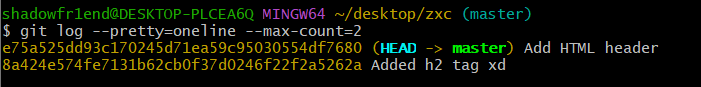 shadowfr1end@DESKTOP-PLCEA6Q MINGW64 ~/desktop/zxc (master)
$ git log --pretty=oneline --max-count=2
e75a525dd93c170245d71ea59c95030554df7680 (HEAD -> master) Add HTML header
8a424e574fe7131b62cb0f37d0246f22f2a5262a Added h2 tag xd